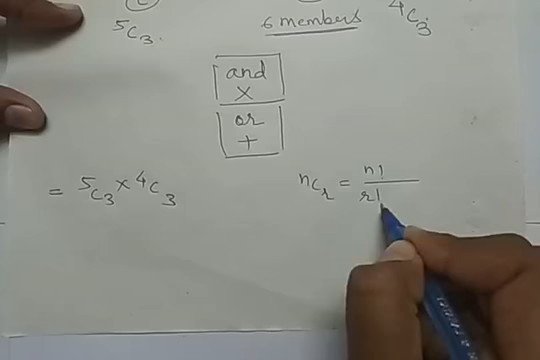 ⁵C₃ 6 members ⁴C₃
and
×
or
+
= ⁵C₃ × ⁴C₃ ⁿCᵣ = n! / r!